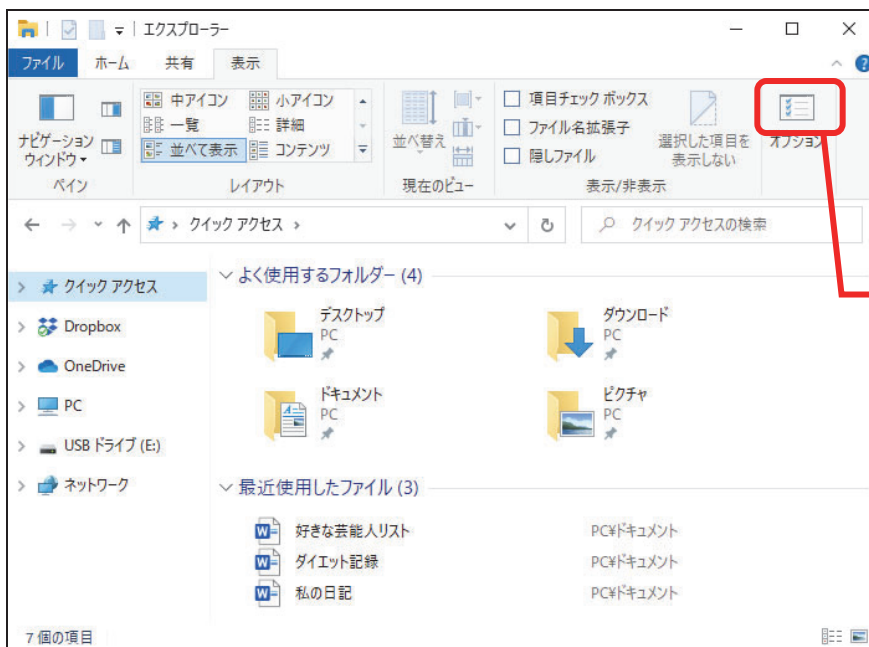 エクスプローラー
ファイル ホーム 共有 表示
ナビゲーション ウィンドウ
中アイコン 小アイコン
一覧 詳細
並べて表示 コンテンツ
並べ替え
項目チェック ボックス
ファイル名拡張子
隠しファイル
選択した項目を 表示しない
オプション
ペイン レイアウト 現在のビュー 表示/非表示
クイック アクセス
クイック アクセスの検索
クイック アクセス
Dropbox
OneDrive
PC
USB ドライブ (E:)
ネットワーク
よく使用するフォルダー (4)
デスクトップ
PC
ダウンロード
PC
ドキュメント
PC
ピクチャ
PC
最近使用したファイル (3)
好きな芸能人リスト PC¥ドキュメント
ダイエット記録 PC¥ドキュメント
私の日記 PC¥ドキュメント
7 個の項目